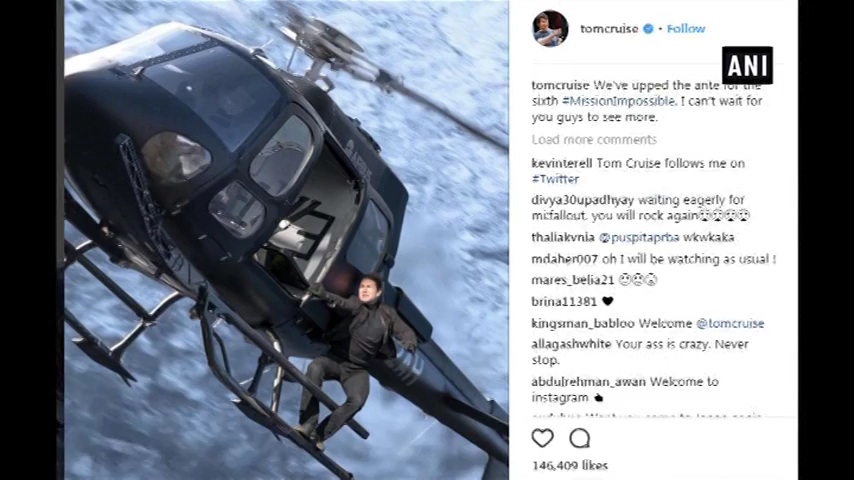 tomcruise • Follow
ANI
tomcruise We've upped the ante for the
sixth #MissionImpossible. I can't wait for
you guys to see more.
Load more comments
kevinterell Tom Cruise follows me on
#Twitter
divya30upadhyay waiting eagerly for
mifallout. you will rock again
thaliakvnia @puspitaprba wkwkaka
mdaher007 oh I will be watching as usual !
mares_belia21
brina11381 ♥
kingsman_babloo Welcome @tomcruise
allagashwhite Your ass is crazy. Never
stop.
abdulrehman_awan Welcome to
instagram
146,409 likes